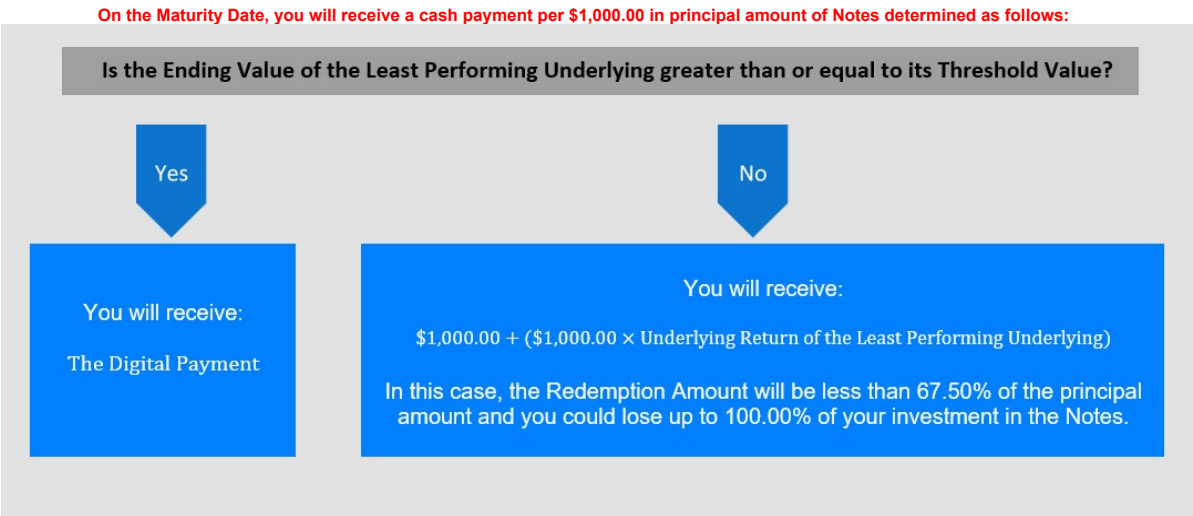 On the Maturity Date, you will receive a cash payment per $1,000.00 in principal amount of Notes determined as follows:
Is the Ending Value of the Least Performing Underlying greater than or equal to its Threshold Value?
Yes
No
You will receive:
The Digital Payment
You will receive:
$1,000.00 + ($1,000.00 × Underlying Return of the Least Performing Underlying)
In this case, the Redemption Amount will be less than 67.50% of the principal
amount and you could lose up to 100.00% of your investment in the Notes.